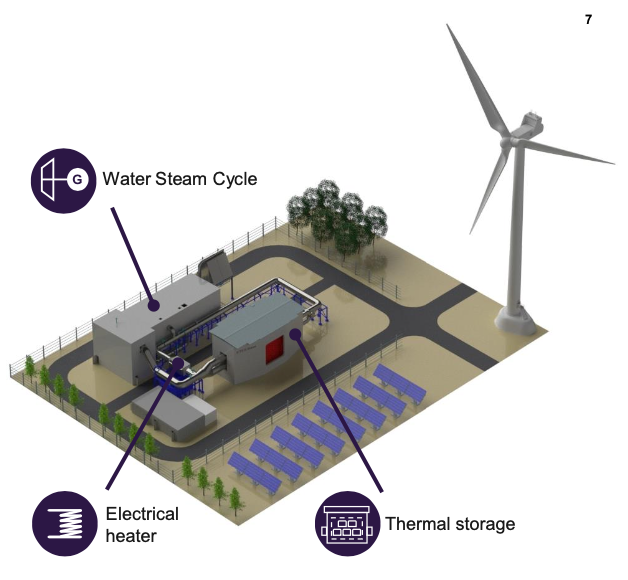 7
G
Water Steam Cycle
Electrical
heater
Thermal storage